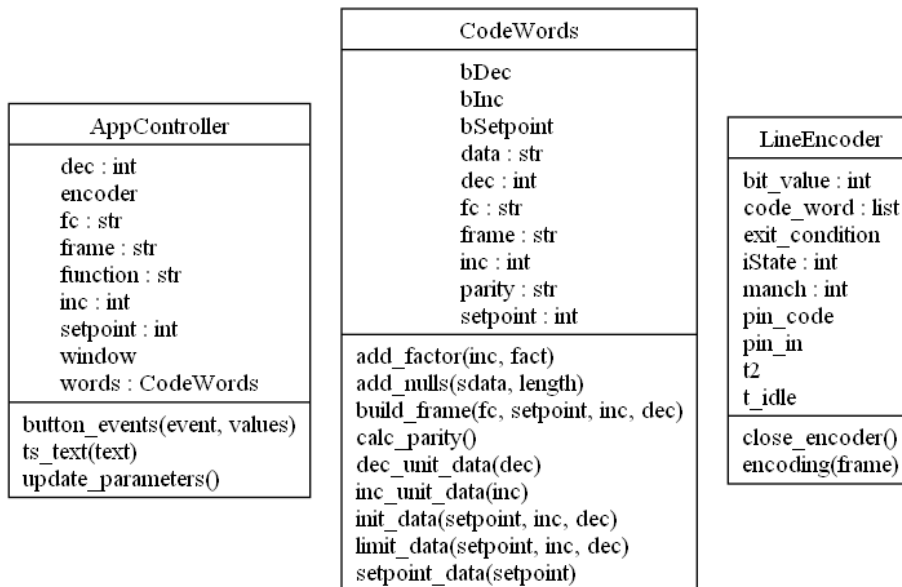 AppController
dec : int
encoder
fc : str
frame : str
function : str
inc : int
setpoint : int
window
words : CodeWords
button_events(event, values)
ts_text(text)
update_parameters()
CodeWords
bDec
bInc
bSetpoint
data : str
dec : int
fc : str
frame : str
inc : int
parity : str
setpoint : int
add_factor(inc, fact)
add_nulls(sdata, length)
build_frame(fc, setpoint, inc, dec)
calc_parity()
dec_unit_data(dec)
inc_unit_data(inc)
init_data(setpoint, inc, dec)
limit_data(setpoint, inc, dec)
setpoint_data(setpoint)
LineEncoder
bit_value : int
code_word : list
exit_condition
iState : int
manch : int
pin_code
pin_in
t2
t_idle
close_encoder()
encoding(frame)